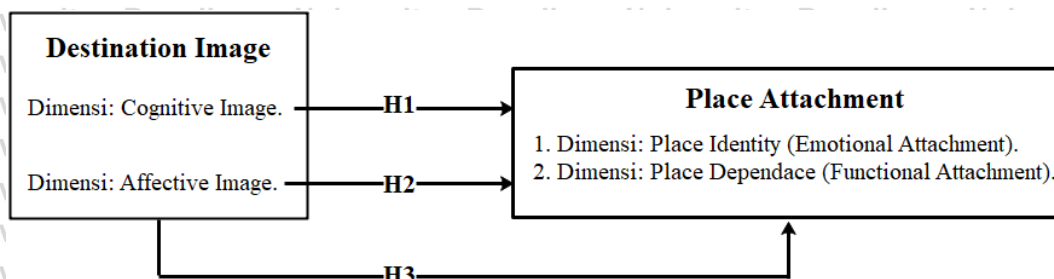 Destination Image
Dimensi: Cognitive Image.
Dimensi: Affective Image.
H1
H2
H3
Place Attachment
1. Dimensi: Place Identity (Emotional Attachment).
2. Dimensi: Place Dependace (Functional Attachment).